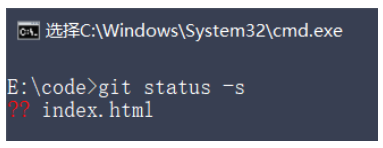 选择C:\Windows\System32\cmd.exe
E:\code>git status -s
?? index.html